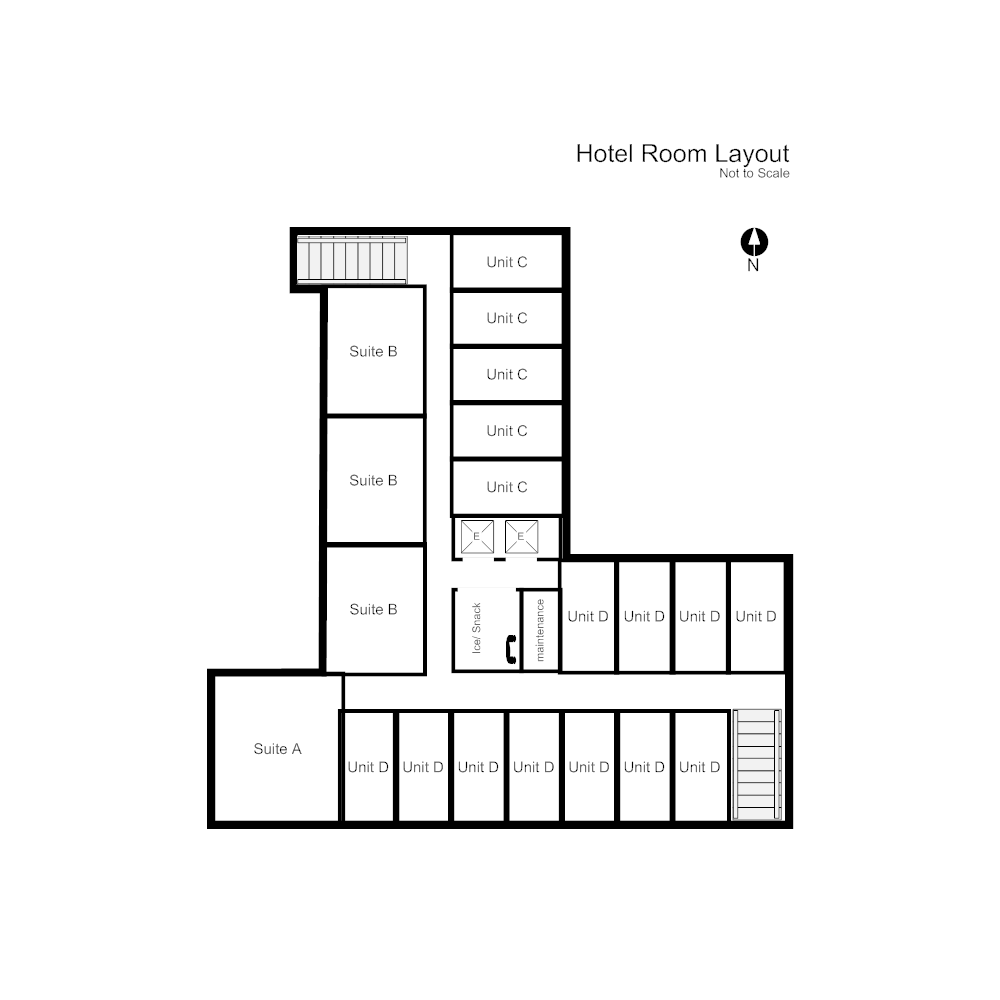 Hotel Room Layout
Not to Scale
N
Unit C
Unit C
Suite B
Unit C
Unit C
Suite B
Unit C
E E
Suite B
Ice/ Snack
maintenance
Unit D Unit D Unit D Unit D
Suite A
Unit D Unit D Unit D Unit D Unit D Unit D Unit D